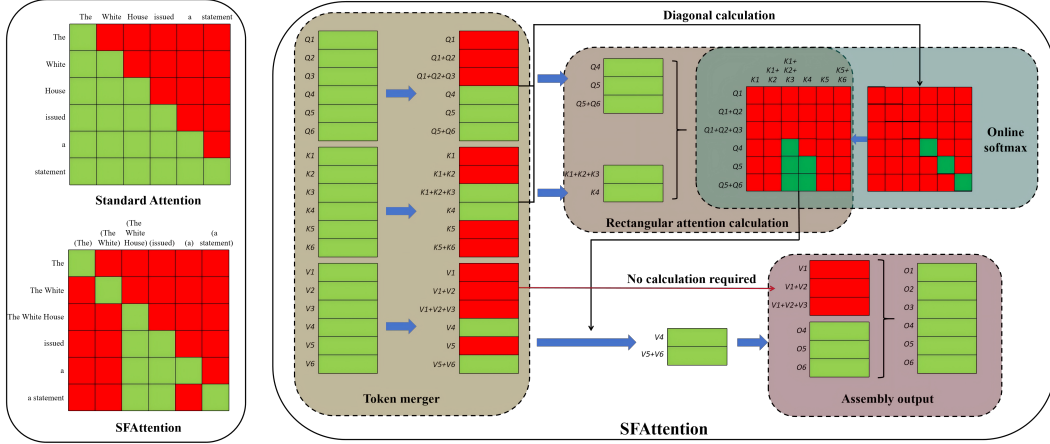 The White House issued a statement
The
White
House
issued
a
statement
Standard Attention
(The
(The White (a
(The) White) House) (issued) (a) statement)
The
The White
The White House
issued
a
a statement
SFAttention
Q1
Q2
Q3
Q4
Q5
Q6
K1
K2
K3
K4
K5
K6
V1
V2
V3
V4
V5
V6
Q1
Q1+Q2
Q1+Q2+Q3
Q4
Q5
Q5+Q6
K1
K1+K2
K1+K2+K3
K4
K5
K5+K6
V1
V1+V2
V1+V2+V3
V4
V5
V5+V6
Token merger
Diagonal calculation
Q4
Q5
Q5+Q6
K1+K2+K3
K4
Rectangular attention calculation
K1+
K1+ K2+ K5+
K1 K2 K3 K4 K5 K6
Q1
Q1+Q2
Q1+Q2+Q3
Q4
Q5
Q5+Q6
Online
softmax
No calculation required
V4
V5+V6
V1
V1+V2
V1+V2+V3
O4
O5
O6
O1
O2
O3
O4
O5
O6
Assembly output
SFAttention